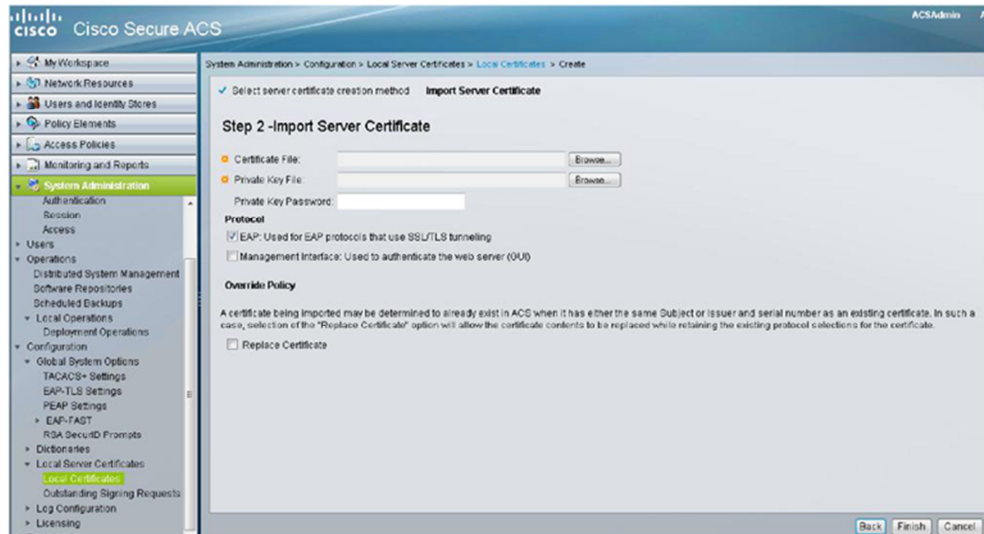 ACSAdmin
CISCO Cisco Secure ACS
My Workspace
Network Resources
Users and Identity Stores
Policy Elements
Access Policies
Monitoring and Reports
System Administration
Authentication
Session
Access
Users
Operations
Distributed System Management
Software Repositories
Scheduled Backups
Local Operations
Deployment Operations
Configuration
Global System Options
TACACS+ Settings
EAP-TLS Settings
PEAP Settings
EAP-FAST
RSA SecurID Prompts
Dictionaries
Local Server Certificates
Local Certificates
Outstanding Signing Requests
Log Configuration
Licensing
System Administration > Configuration > Local Server Certificates > Local Certificates > Create
Select server certificate creation method Import Server Certificate
Step 2 -Import Server Certificate
Certificate File: Browse...
Private Key File: Browse...
Private Key Password:
Protocol
EAP: Used for EAP protocols that use SSL/TLS tunneling
Management Interface: Used to authenticate the web server (GUI)
Override Policy
A certificate being imported may be determined to already exist in ACS when it has either the same Subject or Issuer and serial number as an existing certificate. In such a
case, selection of the "Replace Certificate" option will allow the certificate contents to be replaced while retaining the existing protocol selections for the certificate.
Replace Certificate
Back Finish Cancel